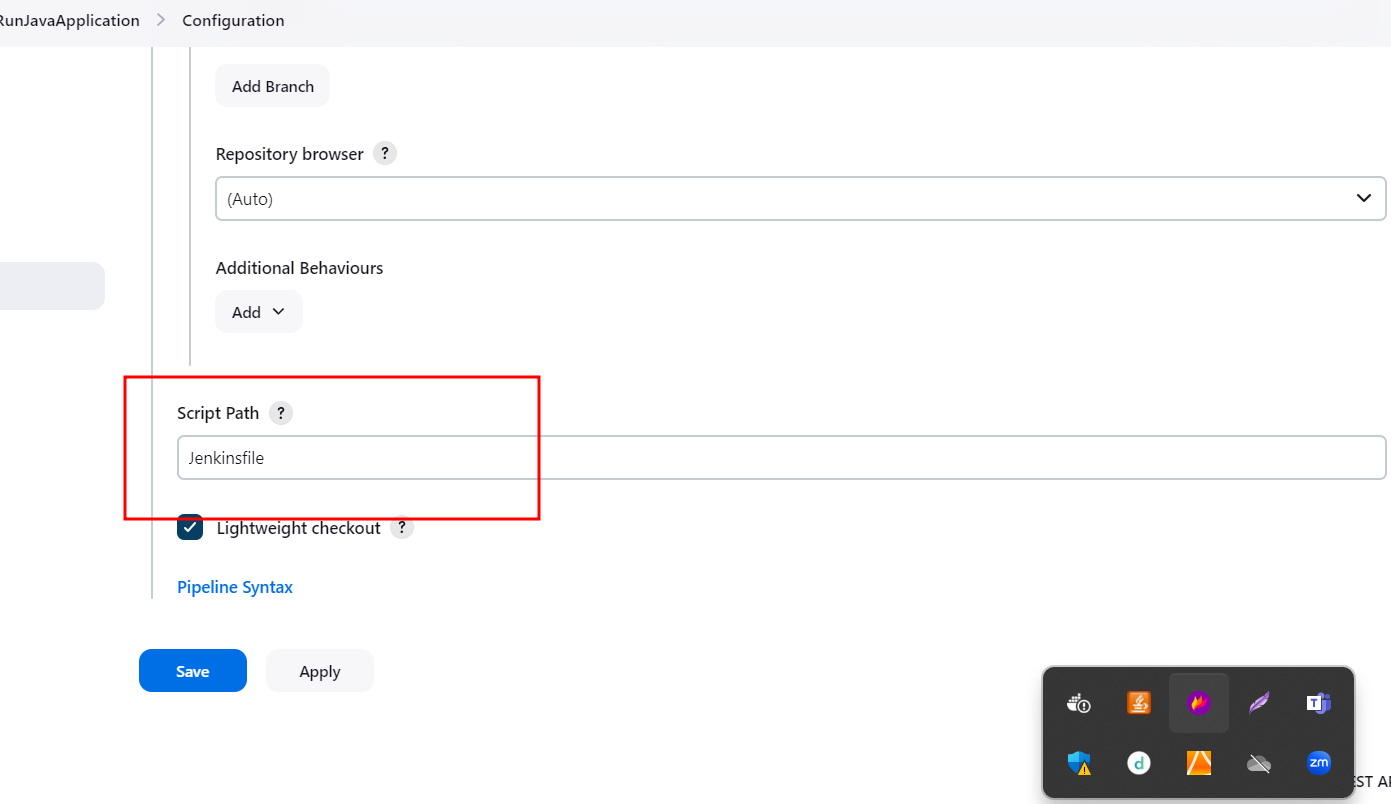 RunJavaApplication > Configuration
Add Branch
Repository browser ?
(Auto)
Additional Behaviours
Add
Script Path ?
Jenkinsfile
Lightweight checkout ?
Pipeline Syntax
Save Apply
T
d zm